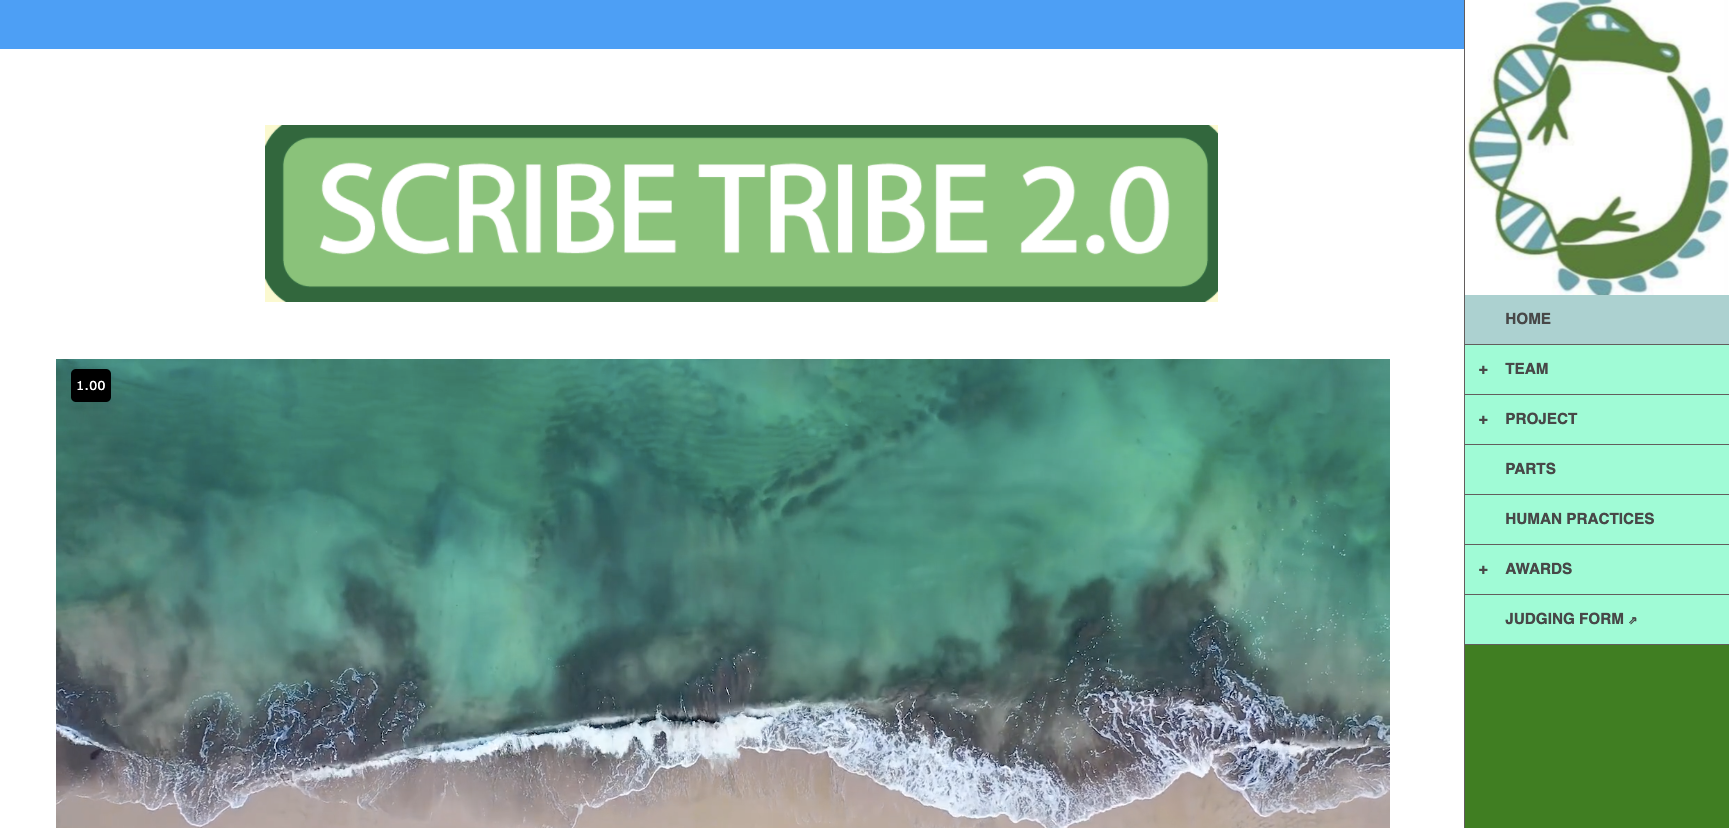 SCRIBE TRIBE 2.0
1.00
HOME
+ TEAM
+ PROJECT
PARTS
HUMAN PRACTICES
+ AWARDS
JUDGING FORM ⇗